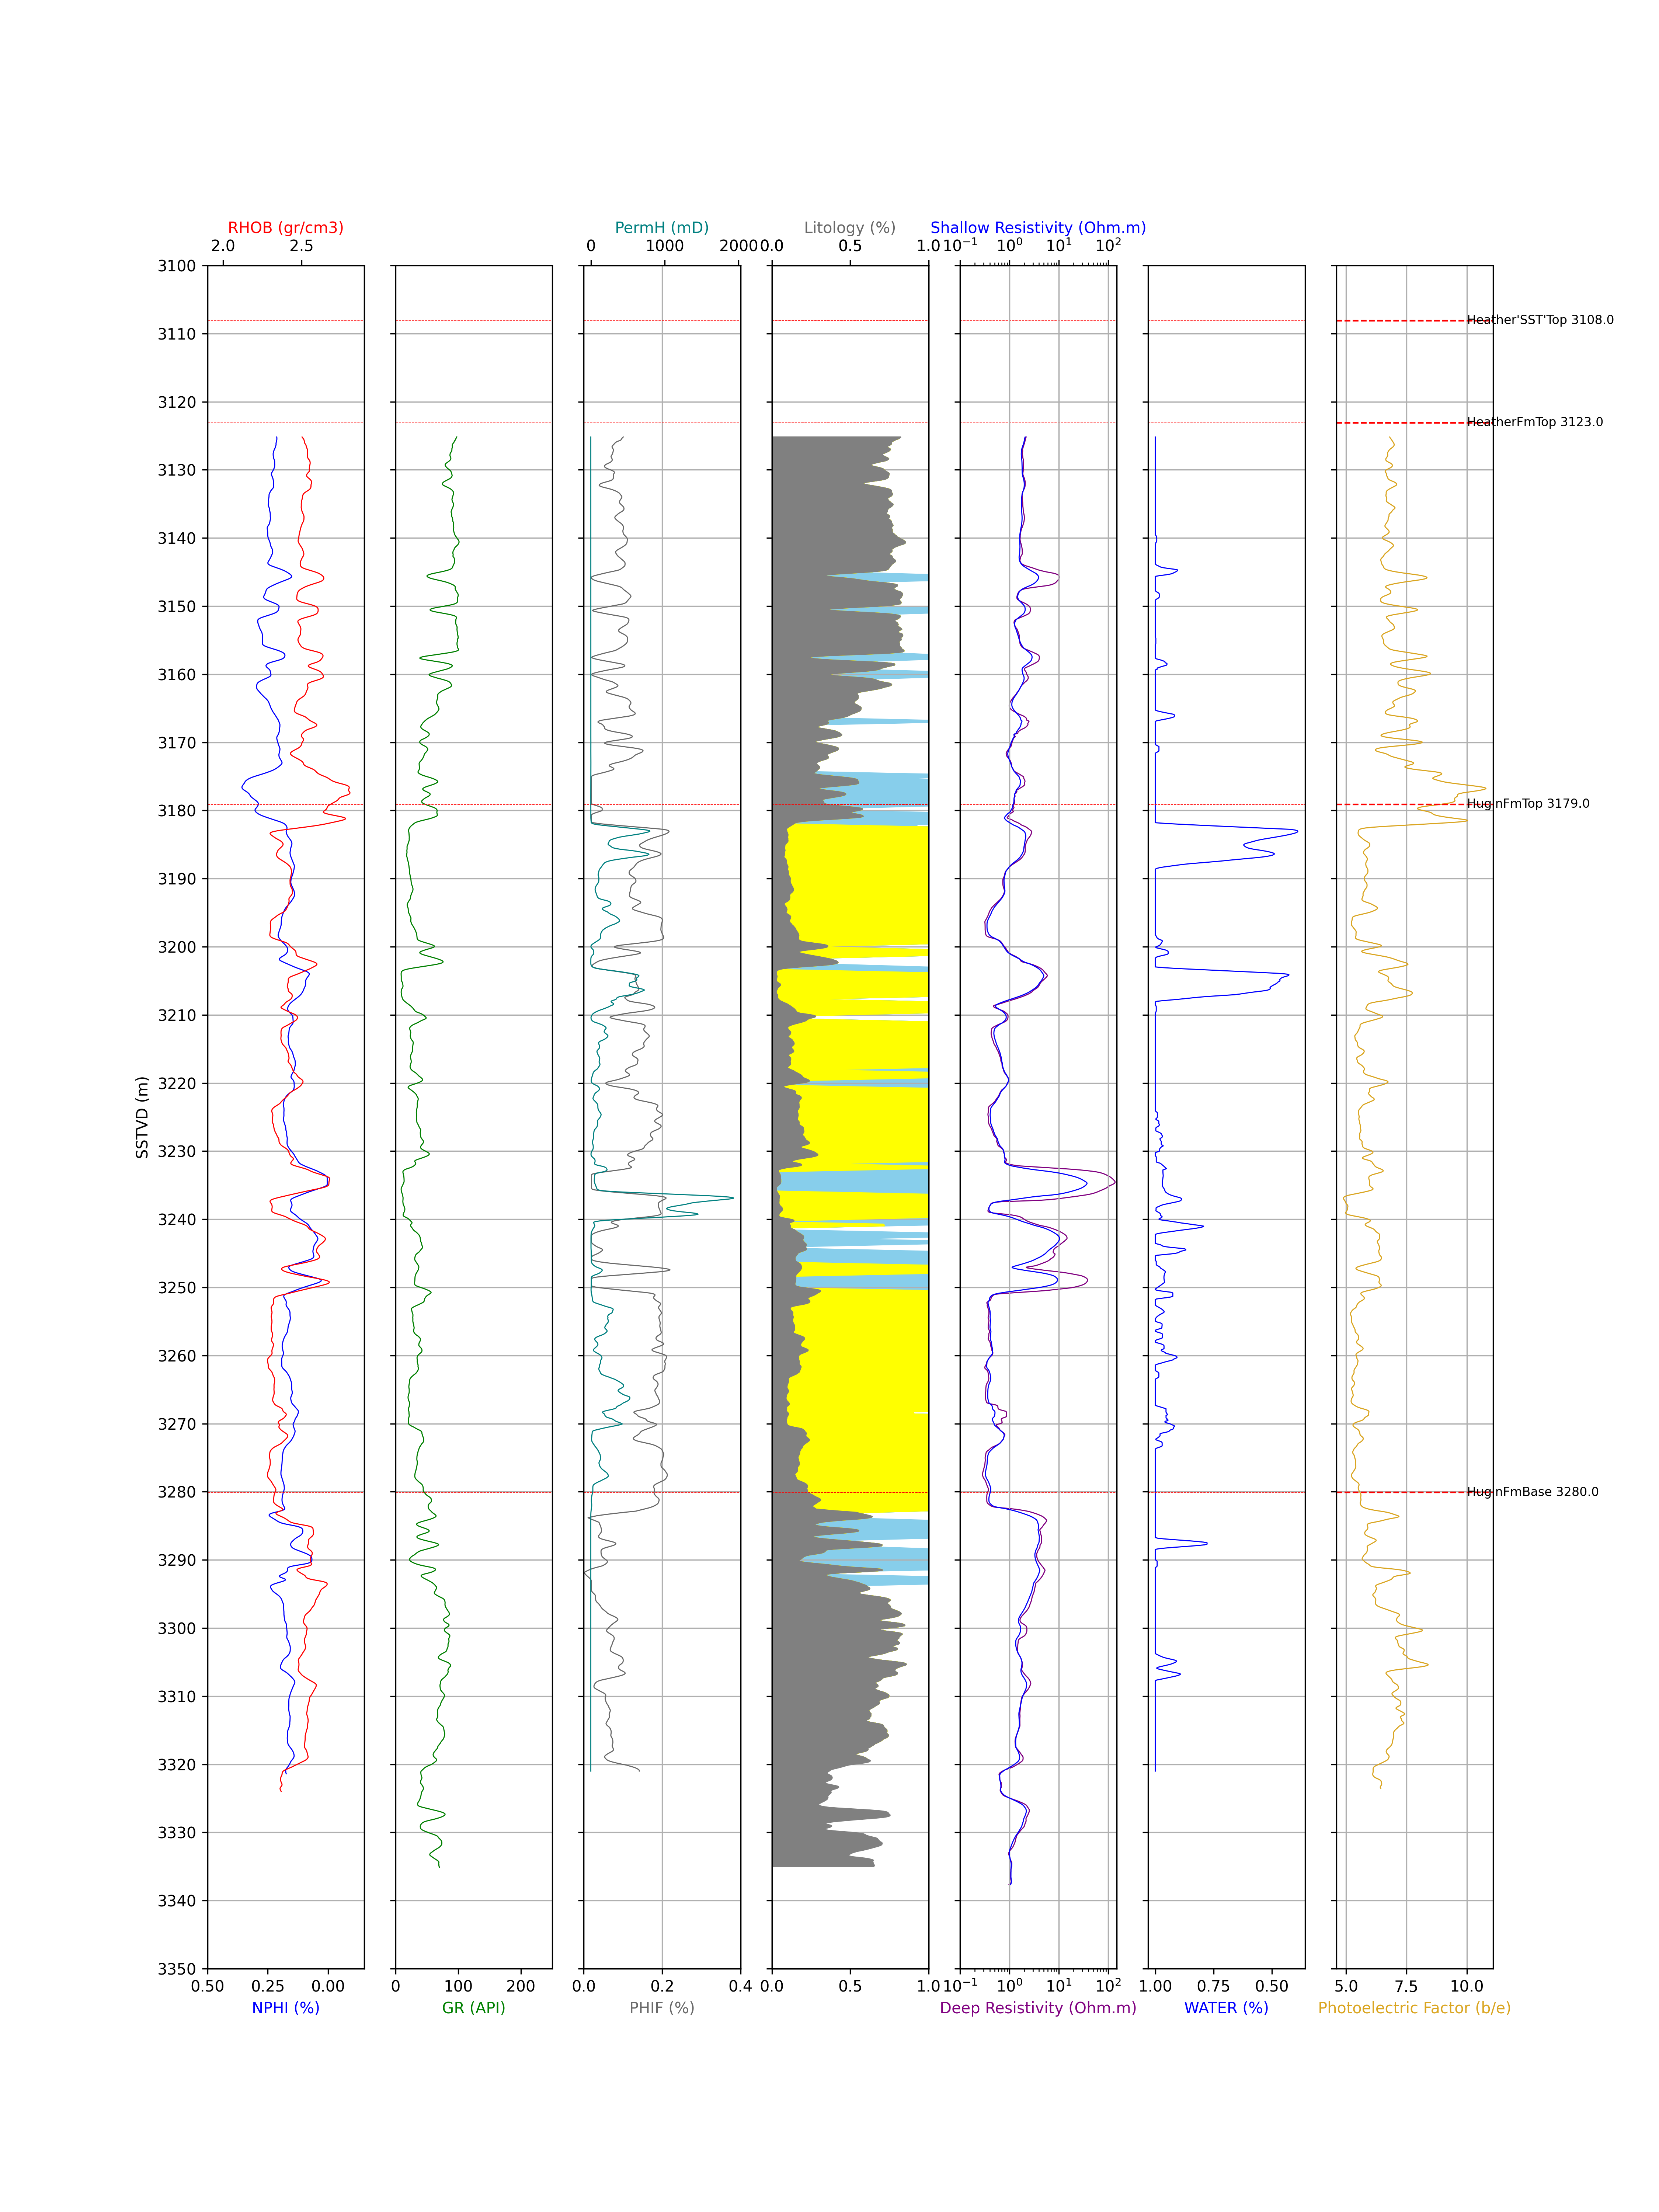 RHOB (gr/cm3) PermH (mD) Litology (%) Shallow Resistivity (Ohm.m)
2.0 2.5 0 1000 2000 0.0 0.5 1.0 10⁻¹ 10⁰ 10¹ 10²
3100
Heather'SST'Top 3108.0
3110
3120
HeatherFmTop 3123.0
3130
3140
3150
3160
3170
HuginFmTop 3179.0
3180
3190
3200
3210
3220
SSTVD (m)
3230
3240
3250
3260
3270
3280
HuginFmBase 3280.0
3290
3300
3310
3320
3330
3340
3350
0.50 0.25 0.00 0 100 200 0.0 0.2 0.4 0.0 0.5 1.0 10⁻¹ 10⁰ 10¹ 10² 1.00 0.75 0.50 5.0 7.5 10.0
NPHI (%) GR (API) PHIF (%) Deep Resistivity (Ohm.m) WATER (%) Photoelectric Factor (b/e)